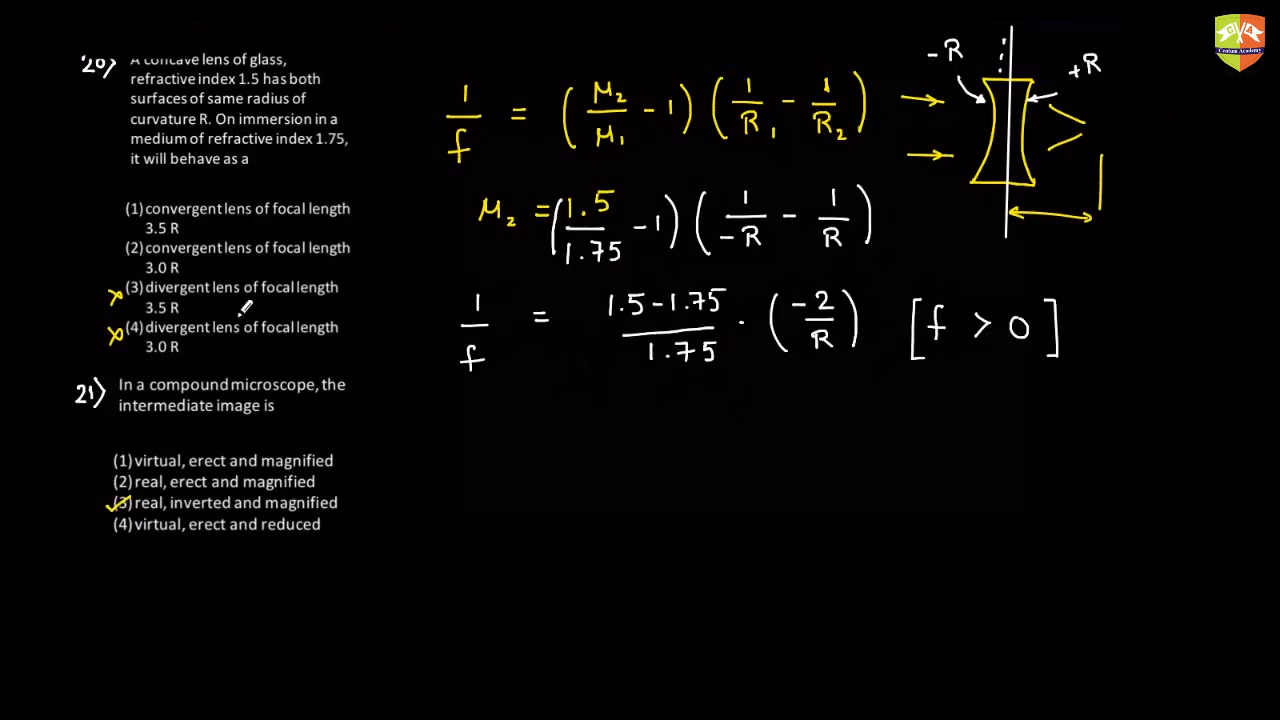 20)
A concave lens of glass,
refractive index 1.5 has both
surfaces of same radius of
curvature R. On immersion in a
medium of refractive index 1.75,
it will behave as a
(1) convergent lens of focal length
3.5 R
(2) convergent lens of focal length
3.0 R
(3) divergent lens of focal length
3.5 R
(4) divergent lens of focal length
3.0 R
21)
In a compound microscope, the
intermediate image is
(1) virtual, erect and magnified
(2) real, erect and magnified
(3) real, inverted and magnified
(4) virtual, erect and reduced
1/f = (μ₂/μ₁ - 1) (1/R₁ - 1/R₂)
μ₂ = (1.5/1.75 - 1) (1/-R - 1/R)
1/f = 1.5-1.75/1.75 · (-2/R) [f > 0]
-R
+R
Centum Academy